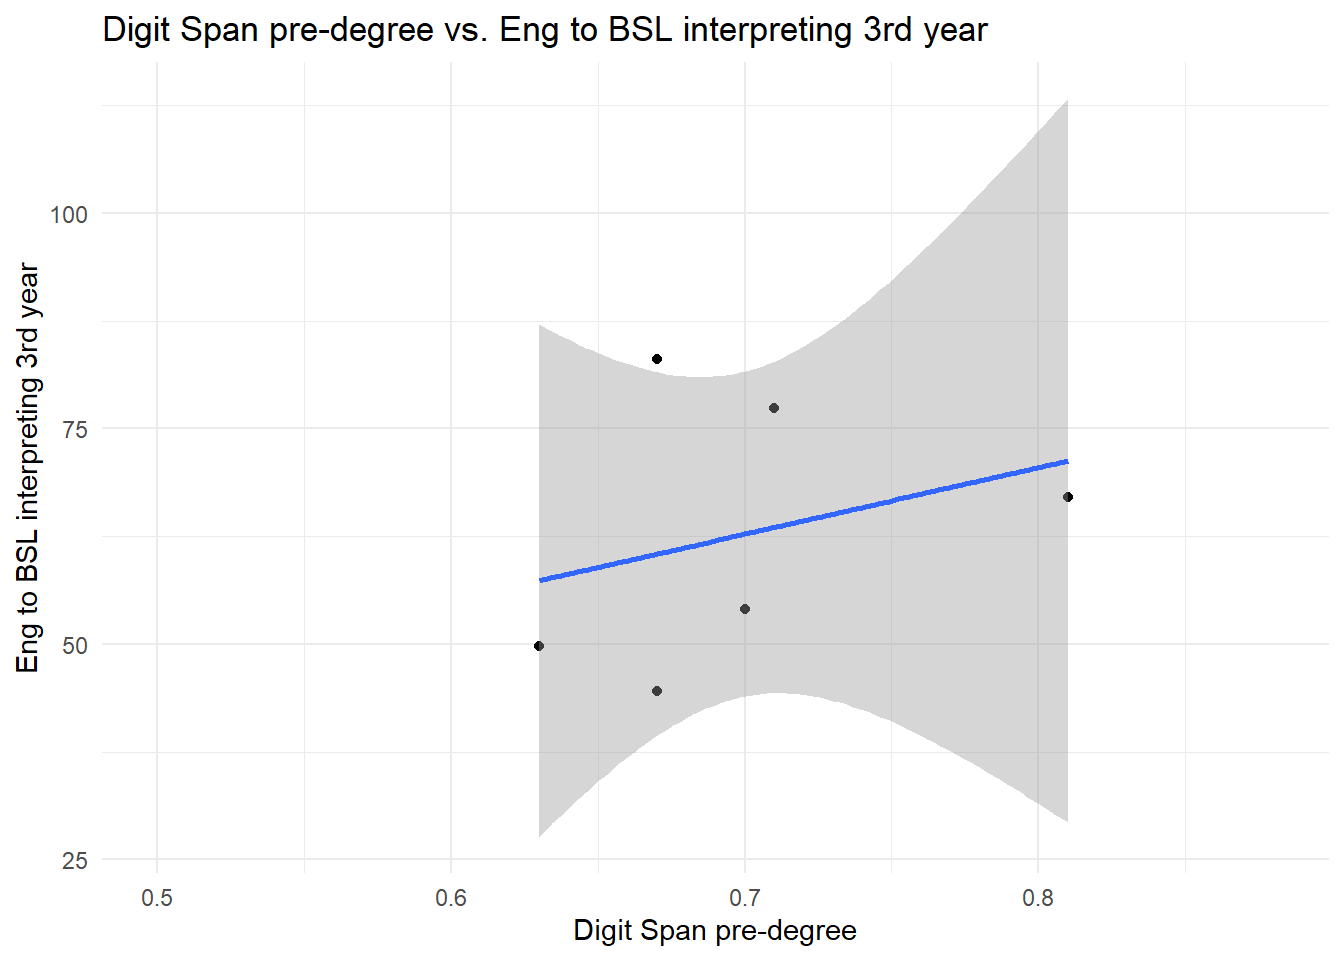 Digit Span pre-degree vs. Eng to BSL interpreting 3rd year
Eng to BSL interpreting 3rd year
100
75
50
25
0.5 0.6 0.7 0.8
Digit Span pre-degree